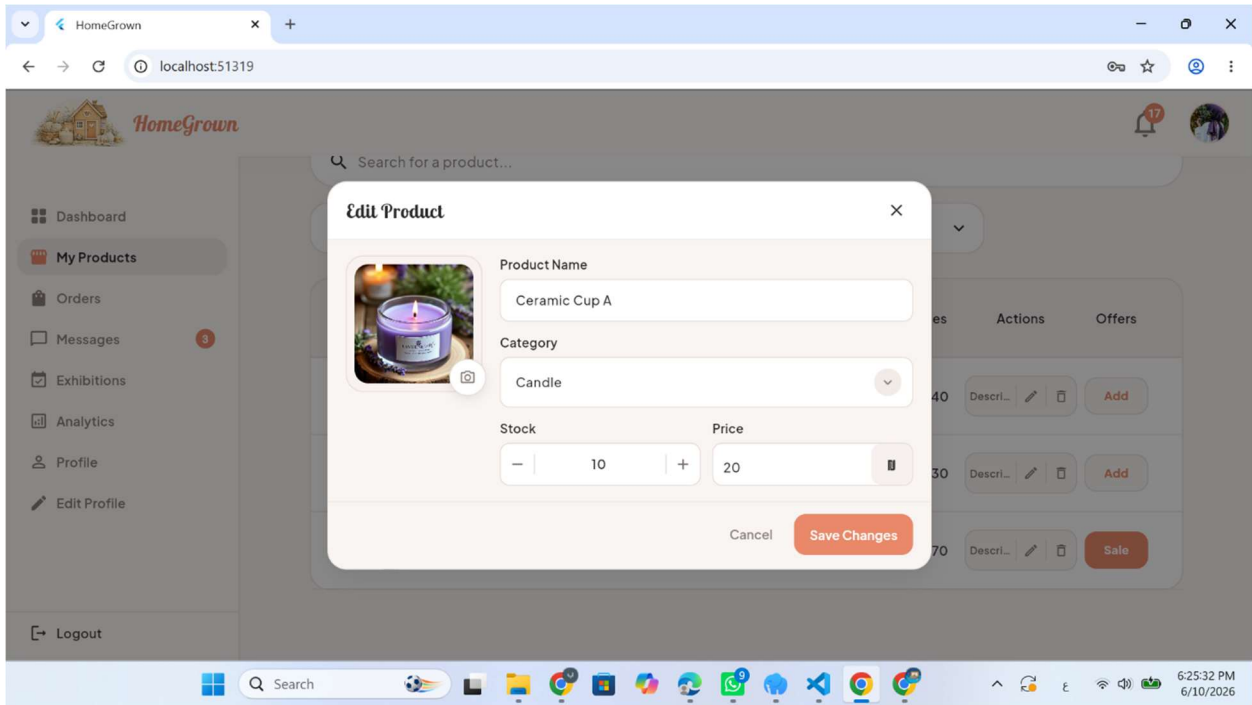 HomeGrown
localhost:51319
HomeGrown
17
Search for a product...
Dashboard
My Products
Orders
Messages 3
Exhibitions
Analytics
Profile
Edit Profile
Logout
Edit Product
Product Name
Ceramic Cup A
Category
Candle
Stock Price
10 20
Cancel Save Changes
es Actions Offers
40 Descri... Add
30 Descri... Add
70 Descri... Sale
Search
9
ع
6:25:32 PM
6/10/2026